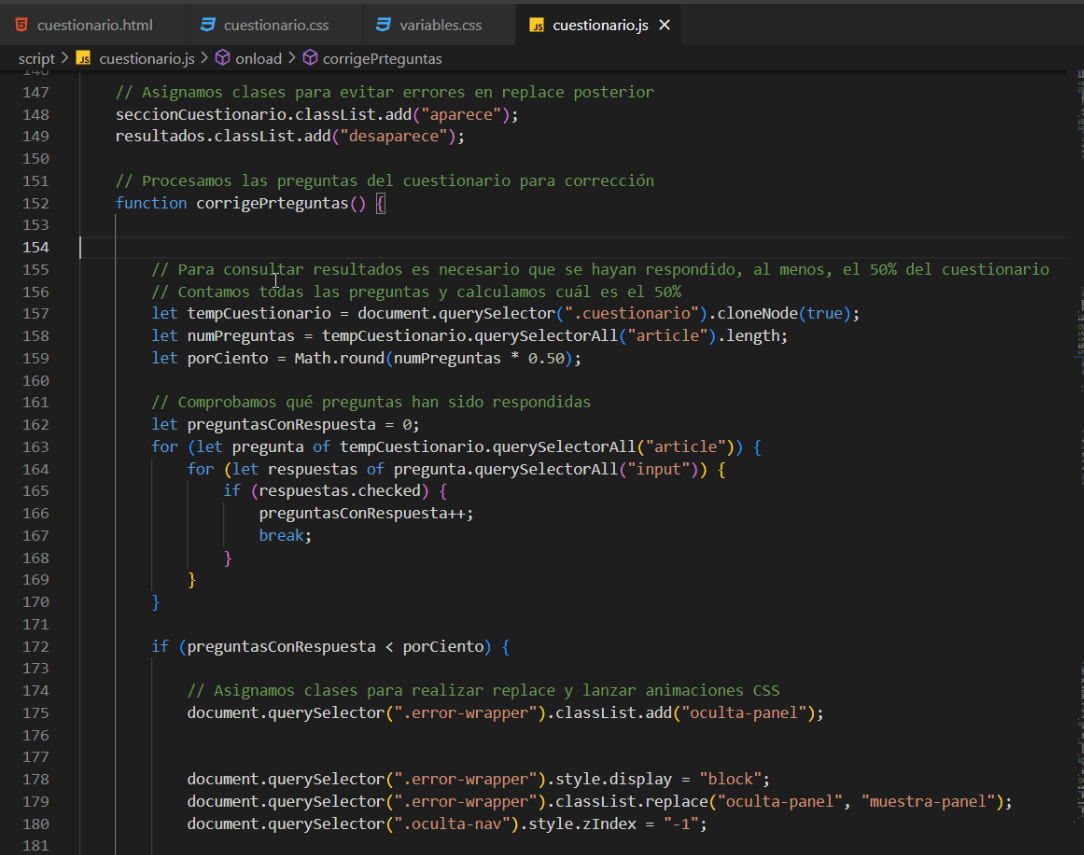 cuestionario.html cuestionario.css variables.css JS cuestionario.js ×
script > JS cuestionario.js > onload > corrigePrteguntas
146
147 // Asignamos clases para evitar errores en replace posterior
148 seccionCuestionario.classList.add("aparece");
149 resultados.classList.add("desaparece");
150
151 // Procesamos las preguntas del cuestionario para corrección
152 function corrigePrteguntas() {
153
154
155 // Para consultar resultados es necesario que se hayan respondido, al menos, el 50% del cuestionario
156 // Contamos todas las preguntas y calculamos cuál es el 50%
157 let tempCuestionario = document.querySelector(".cuestionario").cloneNode(true);
158 let numPreguntas = tempCuestionario.querySelectorAll("article").length;
159 let porCiento = Math.round(numPreguntas * 0.50);
160
161 // Comprobamos qué preguntas han sido respondidas
162 let preguntasConRespuesta = 0;
163 for (let pregunta of tempCuestionario.querySelectorAll("article")) {
164 for (let respuestas of pregunta.querySelectorAll("input")) {
165 if (respuestas.checked) {
166 preguntasConRespuesta++;
167 break;
168 }
169 }
170 }
171
172 if (preguntasConRespuesta < porCiento) {
173
174 // Asignamos clases para realizar replace y lanzar animaciones CSS
175 document.querySelector(".error-wrapper").classList.add("oculta-panel");
176
177
178 document.querySelector(".error-wrapper").style.display = "block";
179 document.querySelector(".error-wrapper").classList.replace("oculta-panel", "muestra-panel");
180 document.querySelector(".oculta-nav").style.zIndex = "-1";
181